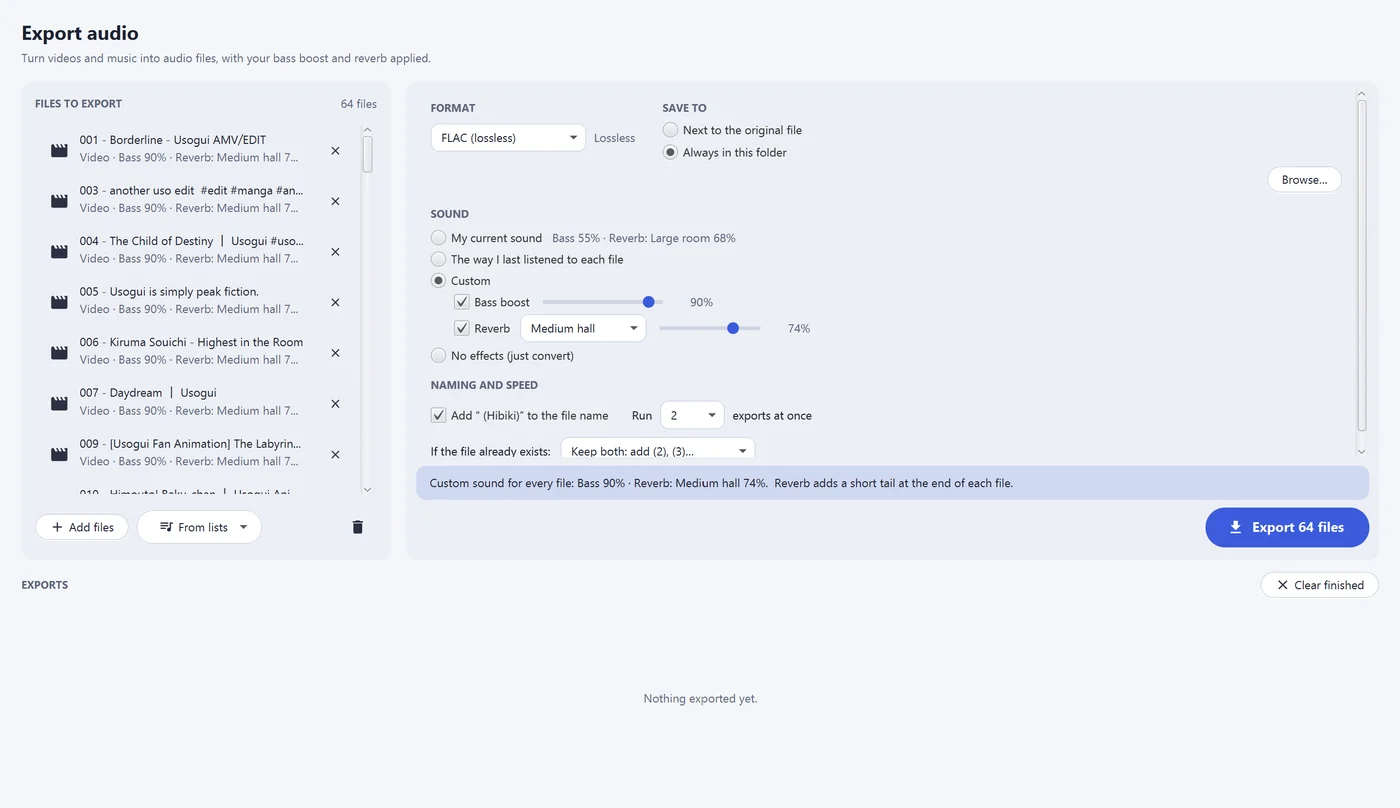 Export audio
Turn videos and music into audio files, with your bass boost and reverb applied.
FILES TO EXPORT
64 files
001 - Borderline - Usogui AMV/EDIT
Video · Bass 90% · Reverb: Medium hall 7...
003 - another uso edit #edit #manga #an...
Video · Bass 90% · Reverb: Medium hall 7...
004 - The Child of Destiny | Usogui #uso...
Video · Bass 90% · Reverb: Medium hall 7...
005 - Usogui is simply peak fiction.
Video · Bass 90% · Reverb: Medium hall 7...
006 - Kiruma Souichi - Highest in the Room
Video · Bass 90% · Reverb: Medium hall 7...
007 - Daydream | Usogui
Video · Bass 90% · Reverb: Medium hall 7...
009 - [Usogui Fan Animation] The Labyrin...
Video · Bass 90% · Reverb: Medium hall 7...
010 - Himouto! Baku-chan | Usogui Ani...
Add files
From lists
FORMAT
FLAC (lossless)
Lossless
SAVE TO
Next to the original file
Always in this folder
Browse...
SOUND
My current sound Bass 55% · Reverb: Large room 68%
The way I last listened to each file
Custom
Bass boost 90%
Reverb Medium hall 74%
No effects (just convert)
NAMING AND SPEED
Add “ (Hibiki)” to the file name Run 2 exports at once
If the file already exists: Keep both: add (2), (3)...
Custom sound for every file: Bass 90% · Reverb: Medium hall 74%. Reverb adds a short tail at the end of each file.
Export 64 files
EXPORTS
Clear finished
Nothing exported yet.